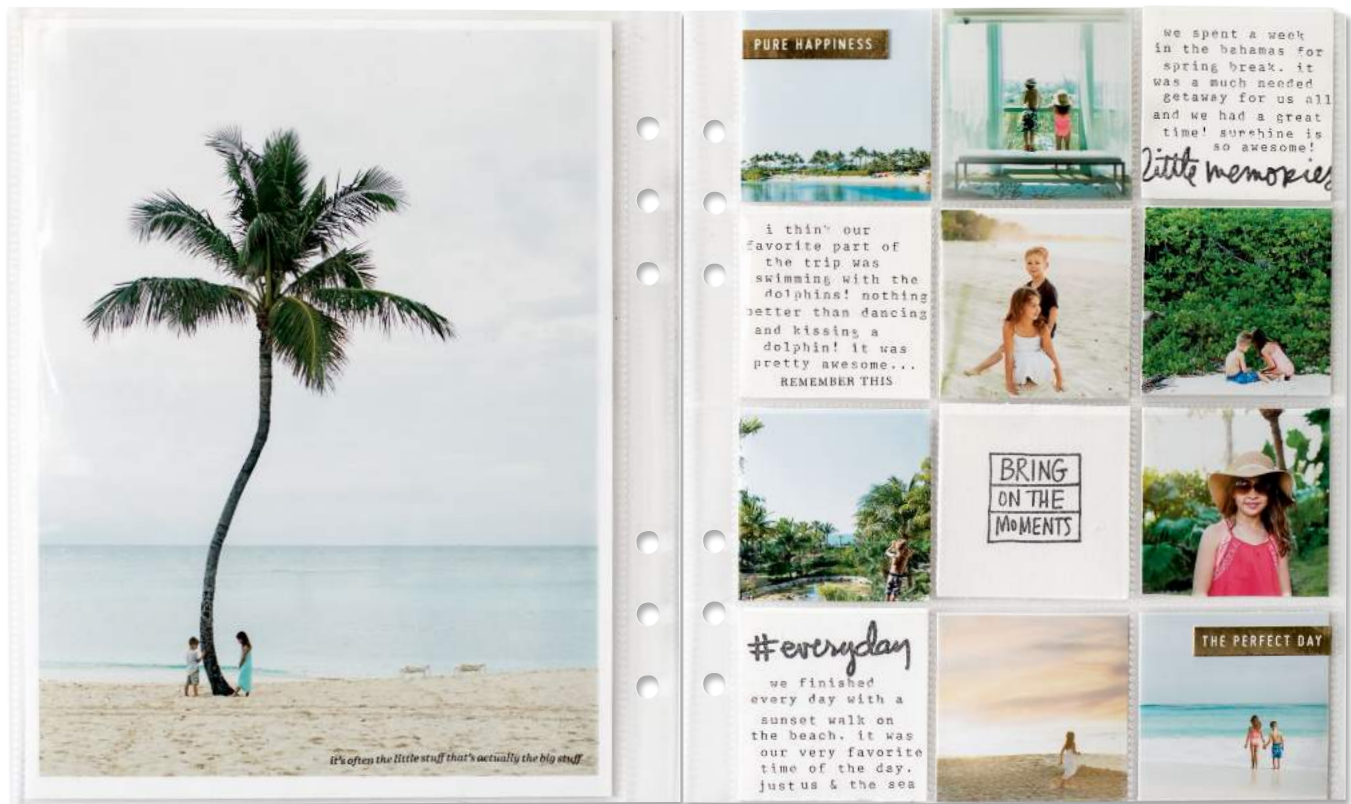 it's often the little stuff that's actually the big stuff
PURE HAPPINESS
we spent a week
in the bahamas for
spring break. it
was a much needed
getaway for us all
and we had a great
time! sunshine is
so awesome!
little memories
i think our
favorite part of
the trip was
swimming with the
dolphins! nothing
better than dancing
and kissing a
dolphin! it was
pretty awesome...
REMEMBER THIS
BRING
ON THE
MOMENTS
#everyday
we finished
every day with a
sunset walk on
the beach. it was
our very favorite
time of the day.
just us & the sea
THE PERFECT DAY